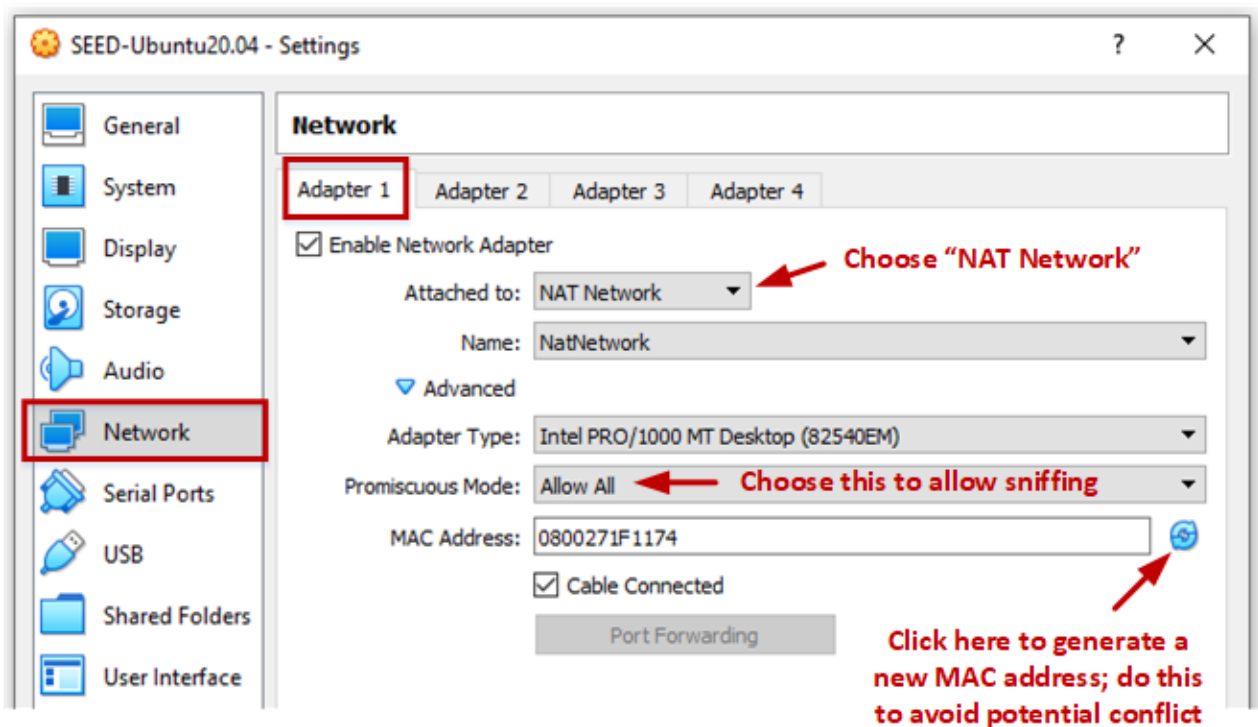 SEED-Ubuntu20.04 - Settings
?
General
System
Display
Storage
Audio
Network
Serial Ports
USB
Shared Folders
User Interface
Network
Adapter 1 Adapter 2 Adapter 3 Adapter 4
Enable Network Adapter
Choose “NAT Network”
Attached to: NAT Network
Name: NatNetwork
Advanced
Adapter Type: Intel PRO/1000 MT Desktop (82540EM)
Promiscuous Mode: Allow All
Choose this to allow sniffing
MAC Address: 0800271F1174
Cable Connected
Port Forwarding
Click here to generate a
new MAC address; do this
to avoid potential conflict